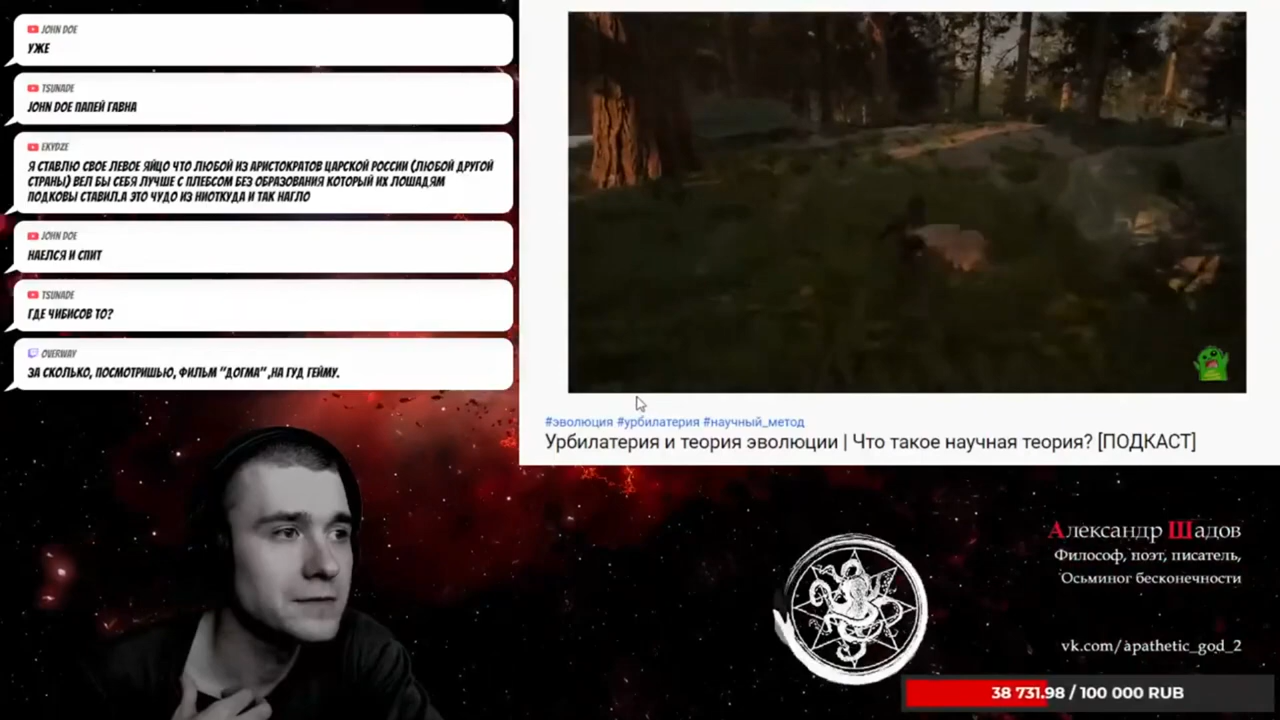 JOHN DOE
УЖЕ
TSUNADE
JOHN DOE ПАПЕЙ ГАВНА
EKYDZE
Я СТАВЛЮ СВОЕ ЛЕВОЕ ЯЙЦО ЧТО ЛЮБОЙ ИЗ АРИСТОКРАТОВ ЦАРСКОЙ РОССИИ (ЛЮБОЙ ДРУГОЙ
СТРАНЫ) ВЕЛ БЫ СЕБЯ ЛУЧШЕ С ПЛЕБСОМ БЕЗ ОБРАЗОВАНИЯ КОТОРЫЙ ИХ ЛОШАДЯМ
ПОДКОВЫ СТАВИЛ.А ЭТО ЧУДО ИЗ НИОТКУДА И ТАК НАГЛО
JOHN DOE
НАЕЛСЯ И СПИТ
TSUNADE
ГДЕ ЧИБИСОВ ТО?
OVERWAY
ЗА СКОЛЬКО, ПОСМОТРИШЬЮ, ФИЛЬМ "ДОГМА" ,НА ГУД ГЕЙМУ.
#эволюция #урбилатерия #научный_метод
Урбилатерия и теория эволюции | Что такое научная теория? [ПОДКАСТ]
Александр Шадов
Философ, поэт, писатель,
Осьминог бесконечности
vk.com/apathetic_god_2
38 731.98 / 100 000 RUB